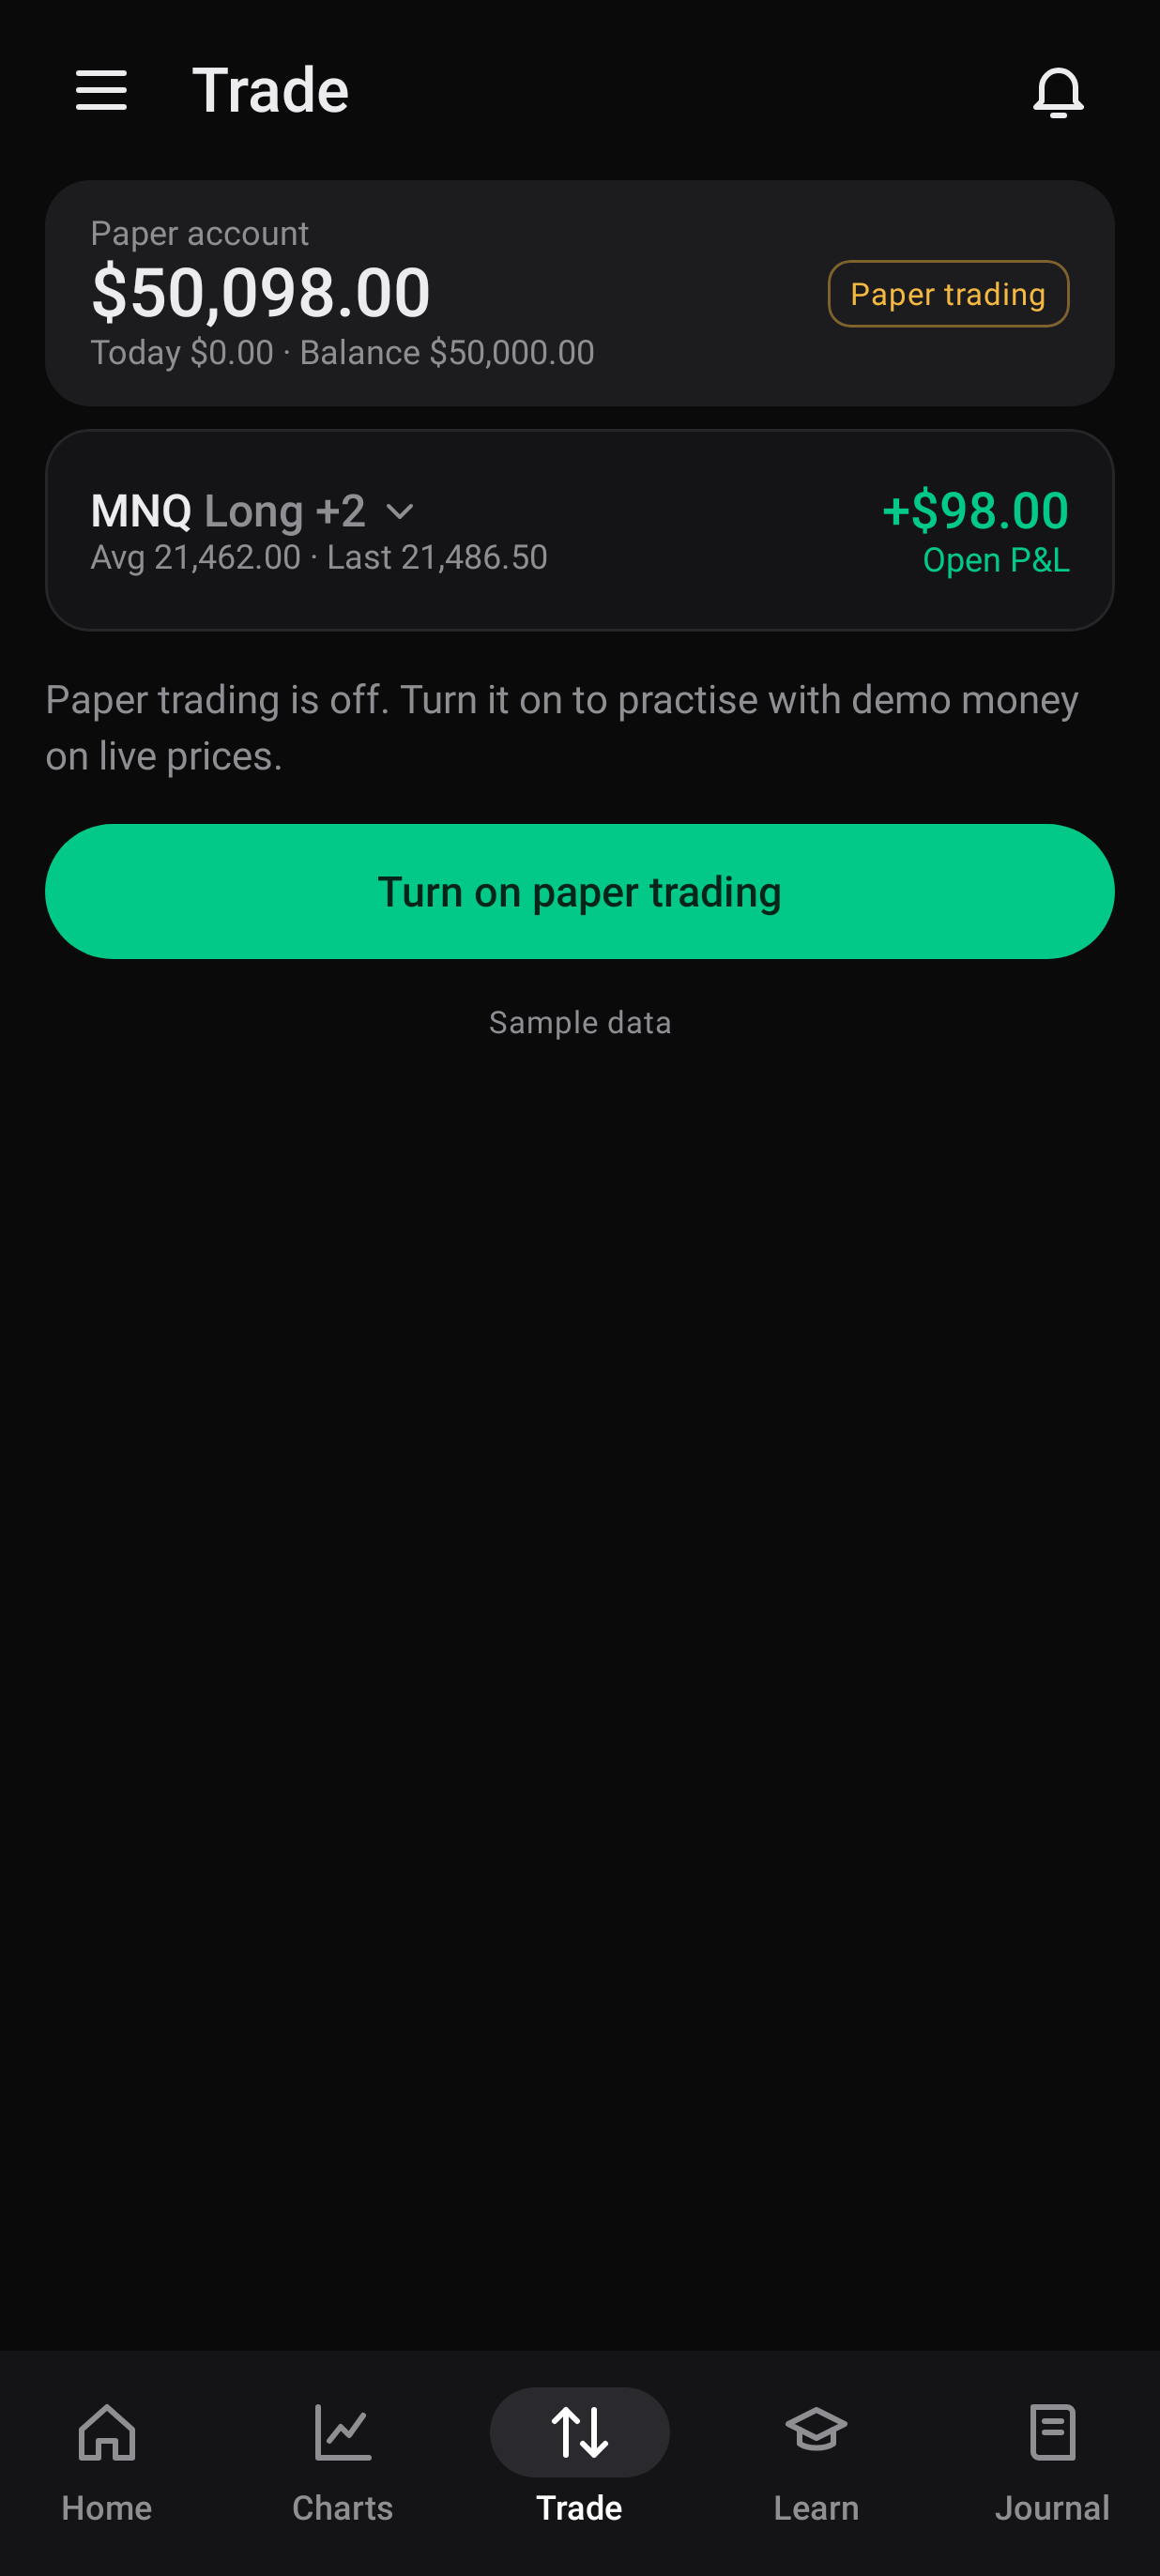 Trade
Paper account
$50,098.00
Paper trading
Today $0.00 · Balance $50,000.00
MNQ Long +2
+$98.00
Avg 21,462.00 · Last 21,486.50
Open P&L
Paper trading is off. Turn it on to practise with demo money
on live prices.
Turn on paper trading
Sample data
Home
Charts
Trade
Learn
Journal